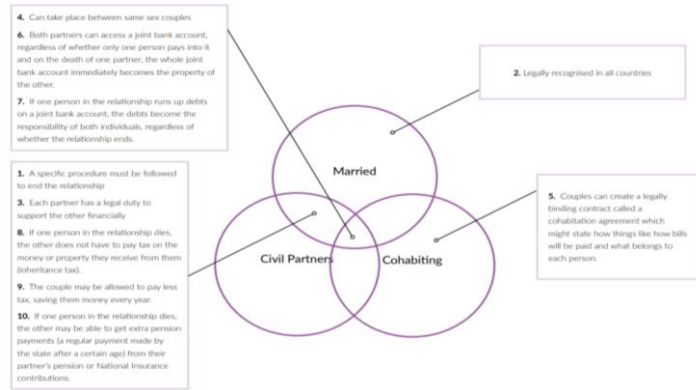 4. Can take place between same sex couples
6. Both partners can access a joint bank account,
regardless of whether only one person pays into it
and on the death of one partner, the whole joint
bank account immediately becomes the property of
the other.
7. If one person in the relationship runs up debts
on a joint bank account, the debts become the
responsibility of both individuals, regardless of
whether the relationship ends.
2. Legally recognised in all countries
1. A specific procedure must be followed
to end the relationship
3. Each partner has a legal duty to
support the other financially
8. If one person in the relationship dies,
the other does not have to pay tax on the
money or property they receive from them
(inheritance tax).
9. The couple may be allowed to pay less
tax, saving them money every year.
10. If one person in the relationship dies,
the other may be able to get extra pension
payments (a regular payment made by
the state after a certain age) from their
partner's pension or National Insurance
contributions.
Married
Civil Partners
Cohabiting
5. Couples can create a legally
binding contract called a
cohabitation agreement which
might state how things like how bills
will be paid and what belongs to
each person.